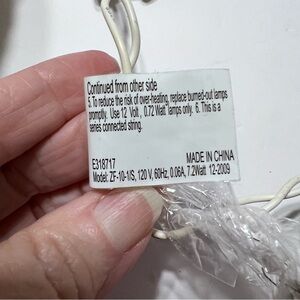 Continued from other side
5. To reduce the risk of over-heating, replace burned-out lamps
promptly. Use 12 Volt, 0.72 Watt lamps only. 6. This is a
series connected string.
E318717
MADE IN CHINA
Model: ZF-10-1/S, 120 V, 60Hz, 0.06A, 7.2Watt 12-2009